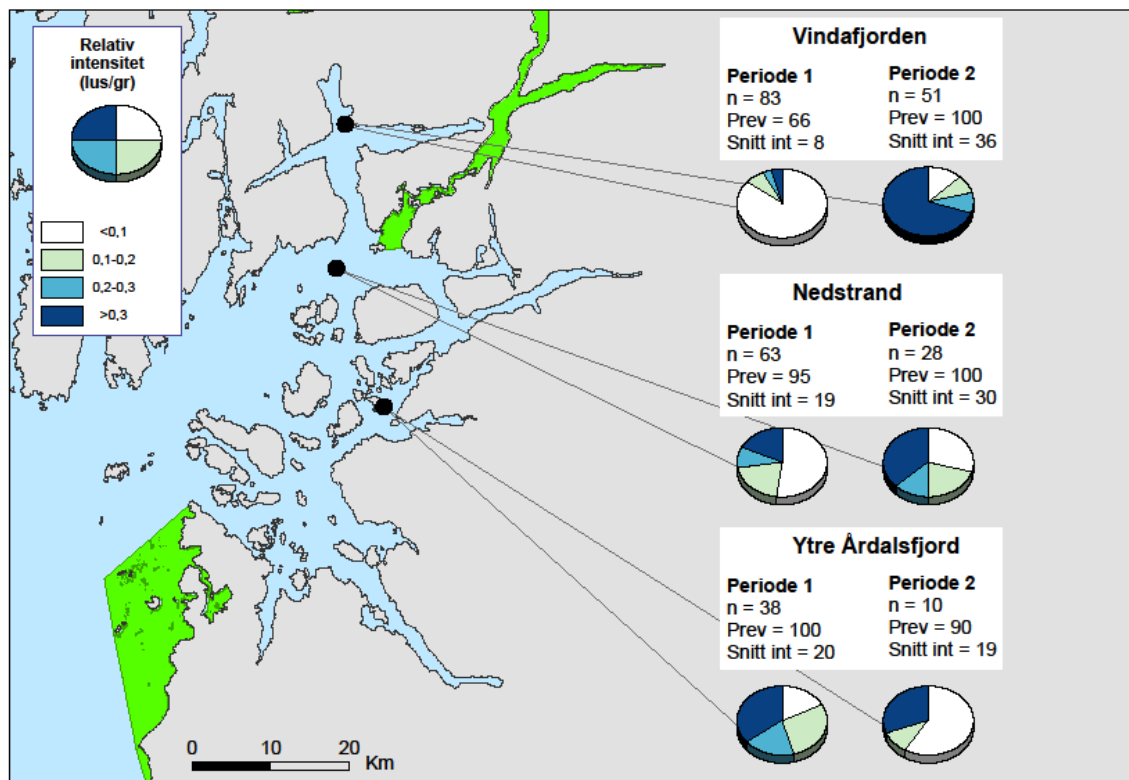 Relativ
intensitet
(lus/gr)
<0,1
0,1-0,2
0,2-0,3
>0,3
Vindafjorden
Periode 1
n = 83
Prev = 66
Snitt int = 8
Periode 2
n = 51
Prev = 100
Snitt int = 36
Nedstrand
Periode 1
n = 63
Prev = 95
Snitt int = 19
Periode 2
n = 28
Prev = 100
Snitt int = 30
Ytre Årdalsfjord
Periode 1
n = 38
Prev = 100
Snitt int = 20
Periode 2
n = 10
Prev = 90
Snitt int = 19
0 10 20
Km